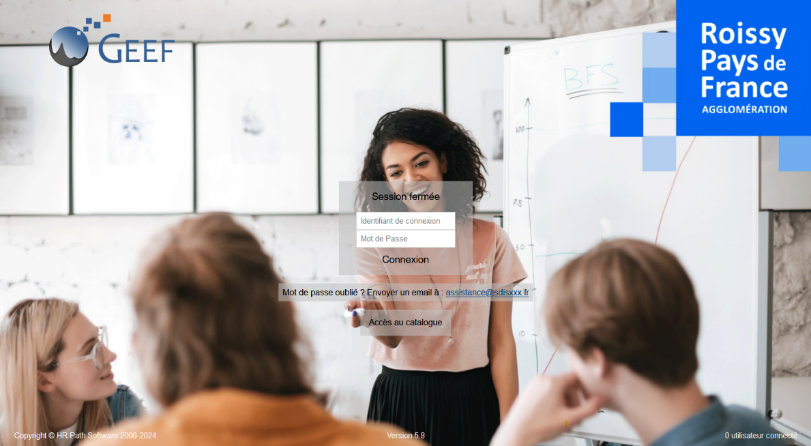 GEEF
Roissy
Pays de
France
AGGLOMÉRATION
BFS
Session fermée
Identifiant de connexion
Mot de Passe
Connexion
Mot de passe oublié ? Envoyer un email à : assistance@sdisxxx.fr
Accès au catalogue
Copyright © HR Path Software 2006-2024
Version 5.8
0 utilisateur connecté